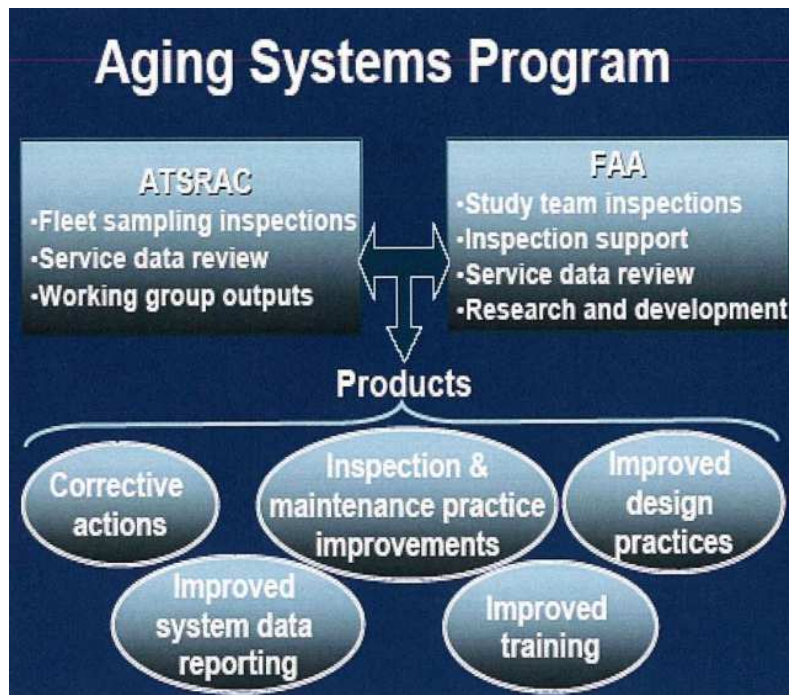 Aging Systems Program
ATSRAC
•Fleet sampling inspections
•Service data review
•Working group outputs
FAA
•Study team inspections
•Inspection support
•Service data review
•Research and development
Products
Corrective
actions
Inspection &
maintenance practice
improvements
Improved
design
practices
Improved
system data
reporting
Improved
training